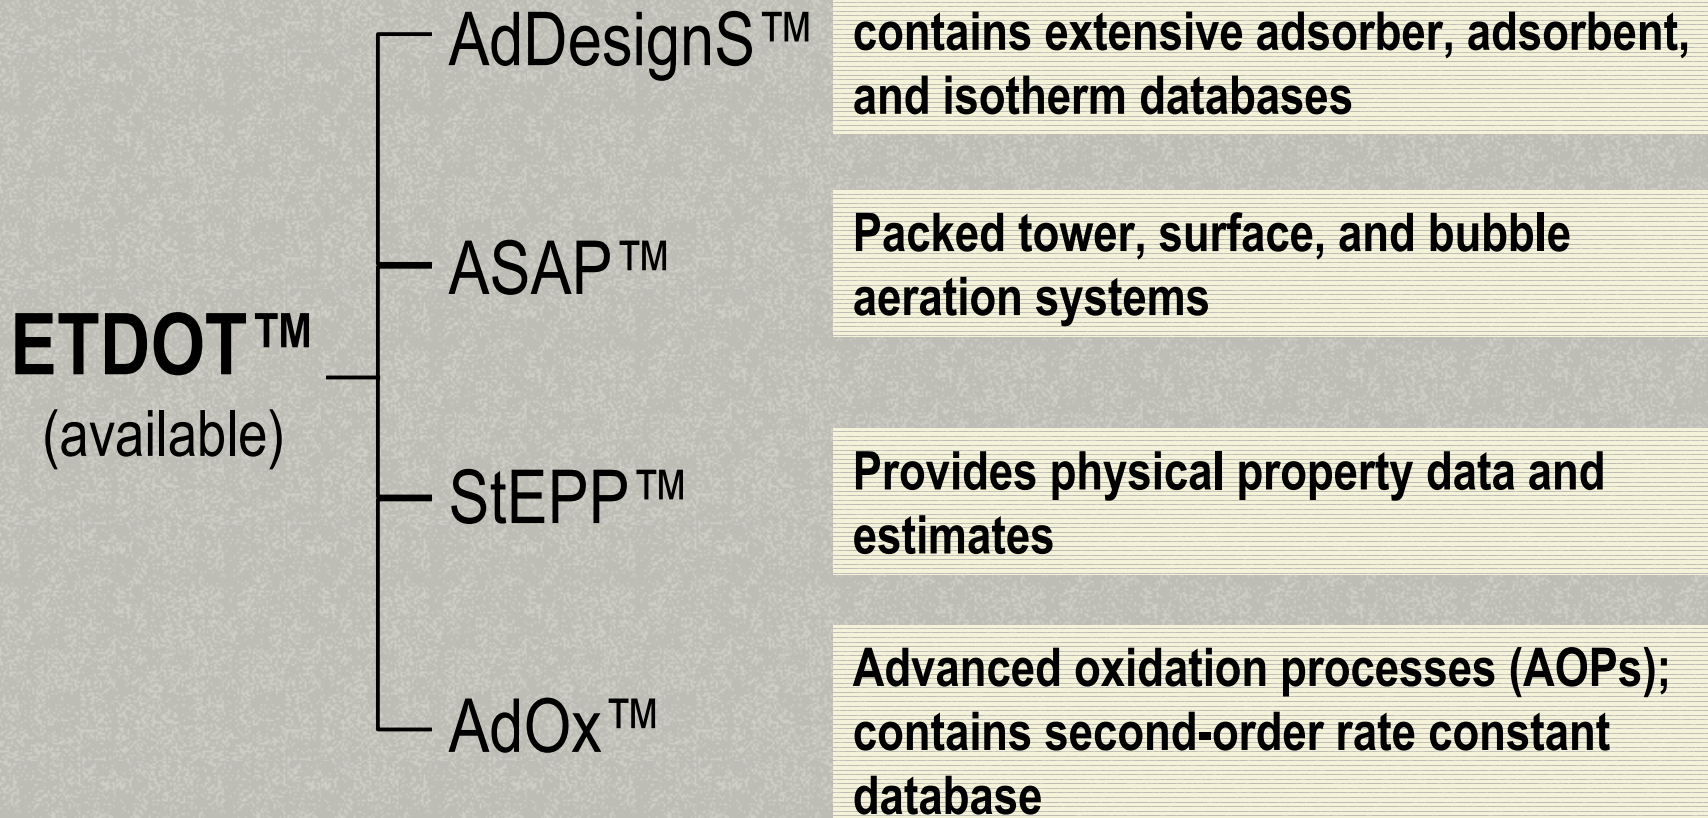 AdDesignS™
contains extensive adsorber, adsorbent,
and isotherm databases
ASAP™
Packed tower, surface, and bubble
aeration systems
ETDOT™
(available)
StEPP™
Provides physical property data and
estimates
AdOx™
Advanced oxidation processes (AOPs);
contains second-order rate constant
database